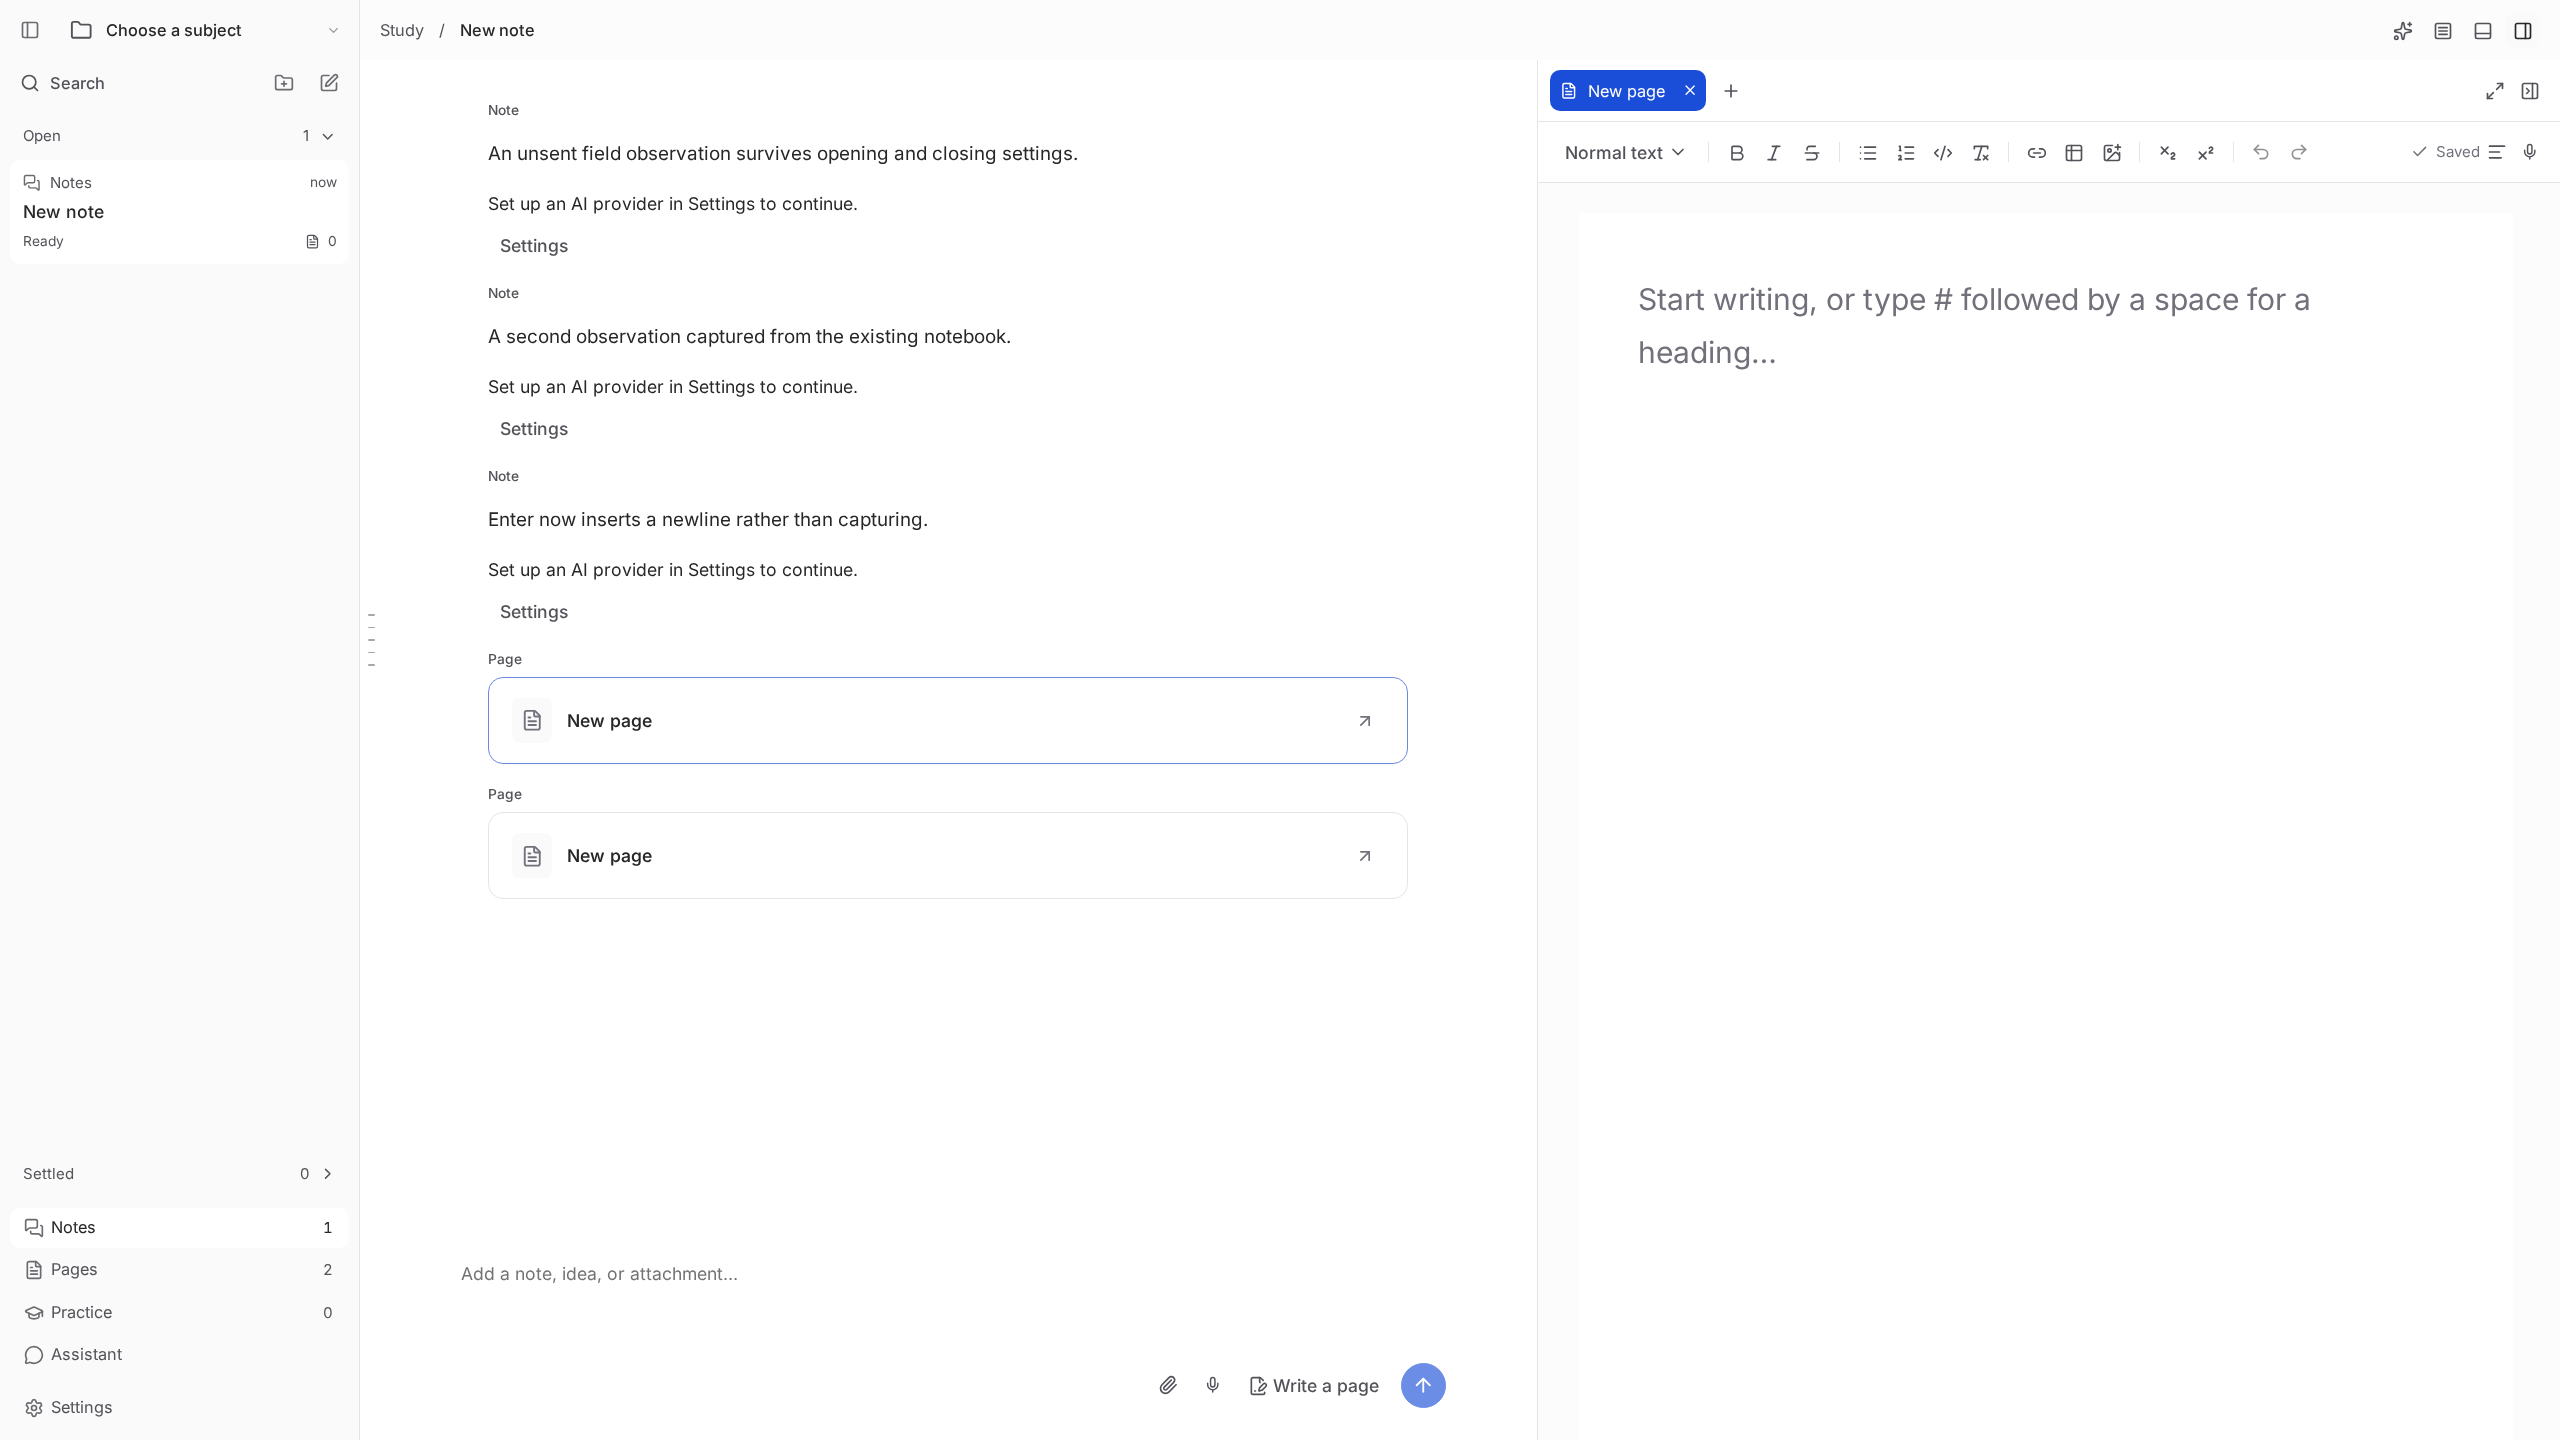 Choose a subject
Search
Open 1
Notes now
New note
Ready 0
Settled 0
Notes 1
Pages 2
Practice 0
Assistant
Settings
Study / New note
Note
An unsent field observation survives opening and closing settings.
Set up an AI provider in Settings to continue.
Settings
Note
A second observation captured from the existing notebook.
Set up an AI provider in Settings to continue.
Settings
Note
Enter now inserts a newline rather than capturing.
Set up an AI provider in Settings to continue.
Settings
Page
New page
Page
New page
Add a note, idea, or attachment...
Write a page
New page
Normal text
Saved
Start writing, or type # followed by a space for a
heading...